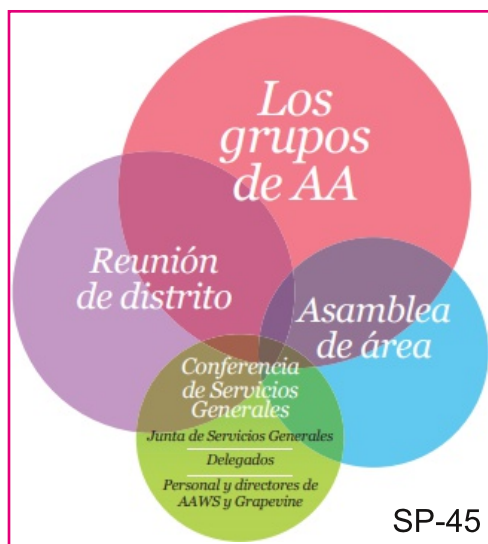 Los
grupos
de AA
Reunión
de distrito
Asamblea
de área
Conferencia
de Servicios
Generales
Junta de Servicios Generales
Delegados
Personal y directores de
AAWS y Grapevine
SP-45